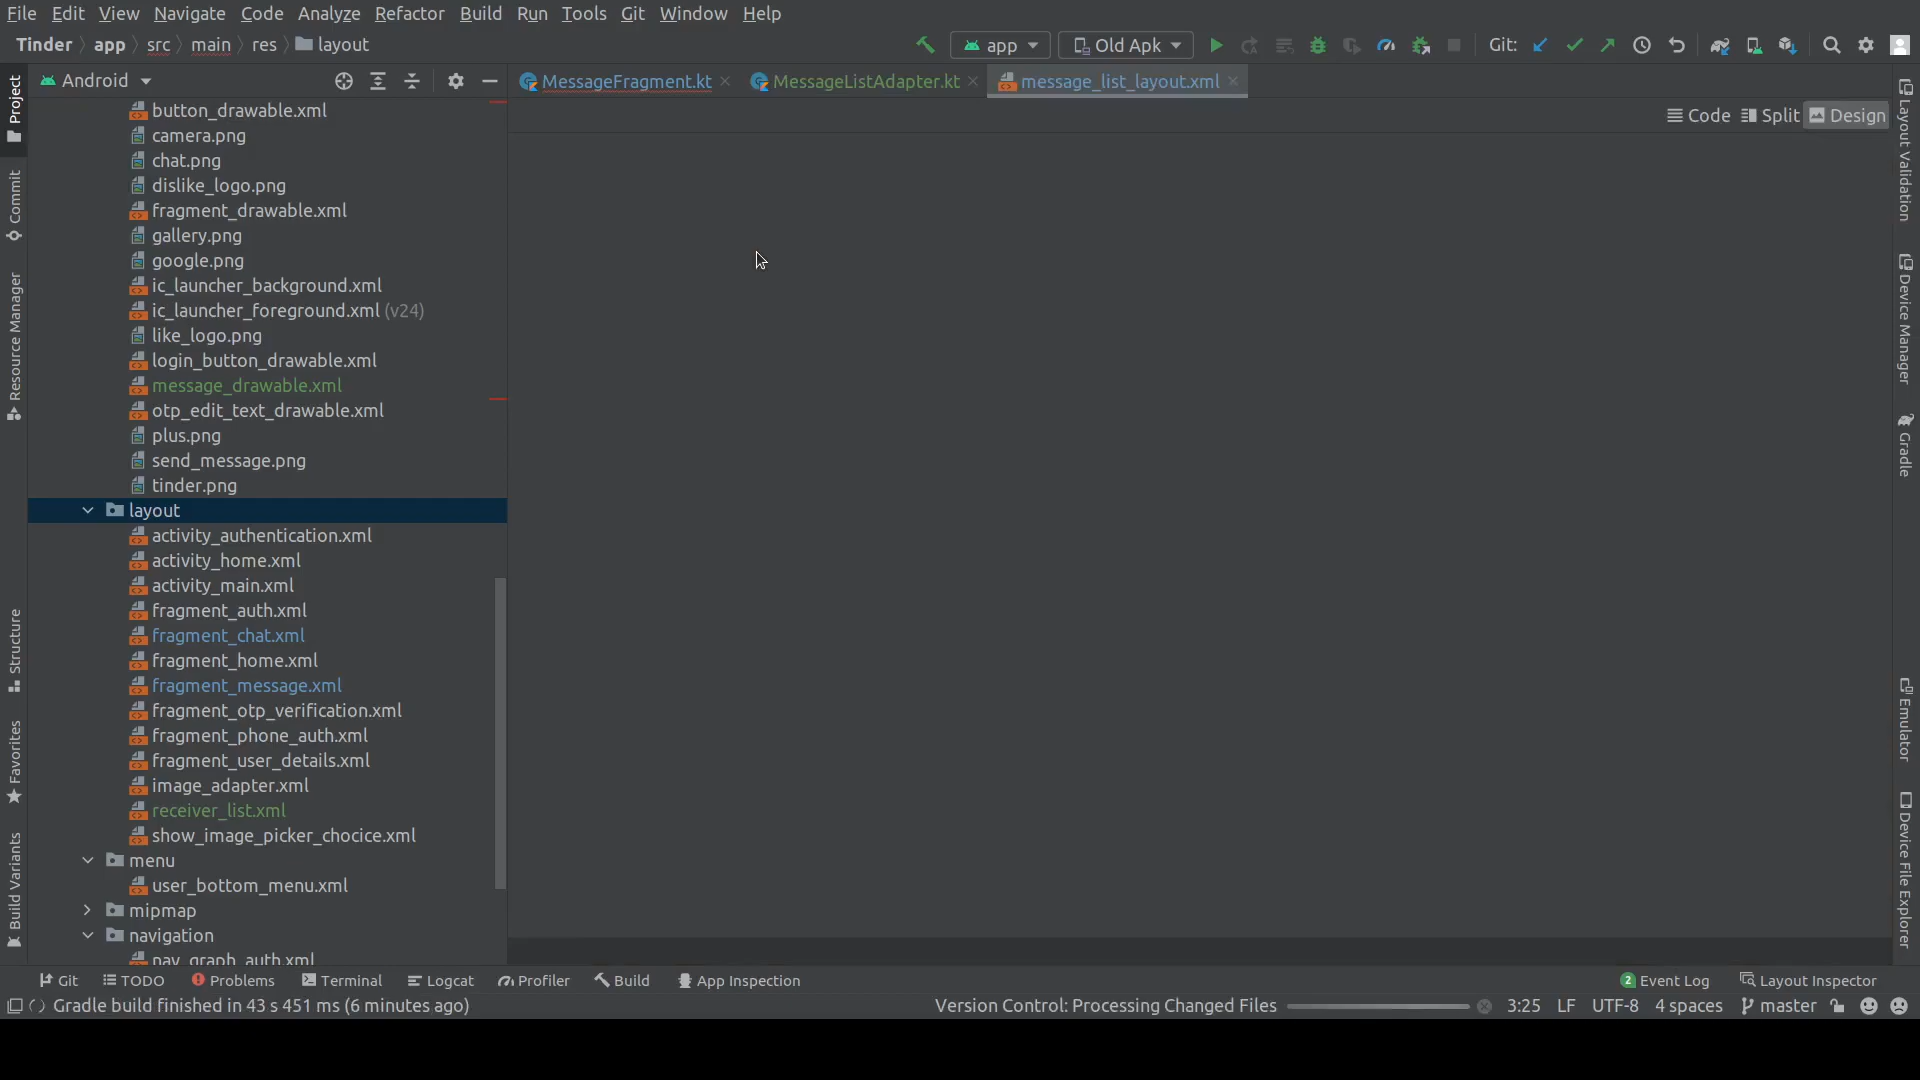 File Edit View Navigate Code Analyze Refactor Build Run Tools Git Window Help
Tinder app src main res layout
app
Old Apk
Git:
Android
MessageFragment.kt
MessageListAdapter.kt
message_list_layout.xml
Code Split Design
Project
Commit
Resource Manager
Structure
Favorites
Build Variants
button_drawable.xml
camera.png
chat.png
dislike_logo.png
fragment_drawable.xml
gallery.png
google.png
ic_launcher_background.xml
ic_launcher_foreground.xml (v24)
like_logo.png
login_button_drawable.xml
message_drawable.xml
otp_edit_text_drawable.xml
plus.png
send_message.png
tinder.png
layout
activity_authentication.xml
activity_home.xml
activity_main.xml
fragment_auth.xml
fragment_chat.xml
fragment_home.xml
fragment_message.xml
fragment_otp_verification.xml
fragment_phone_auth.xml
fragment_user_details.xml
image_adapter.xml
receiver_list.xml
show_image_picker_chocice.xml
menu
user_bottom_menu.xml
mipmap
navigation
nav_graph_auth.xml
Layout Validation
Device Manager
Gradle
Emulator
Device File Explorer
Git TODO Problems Terminal Logcat Profiler Build App Inspection
2 Event Log Layout Inspector
Gradle build finished in 43 s 451 ms (6 minutes ago)
Version Control: Processing Changed Files
3:25 LF UTF-8 4 spaces master